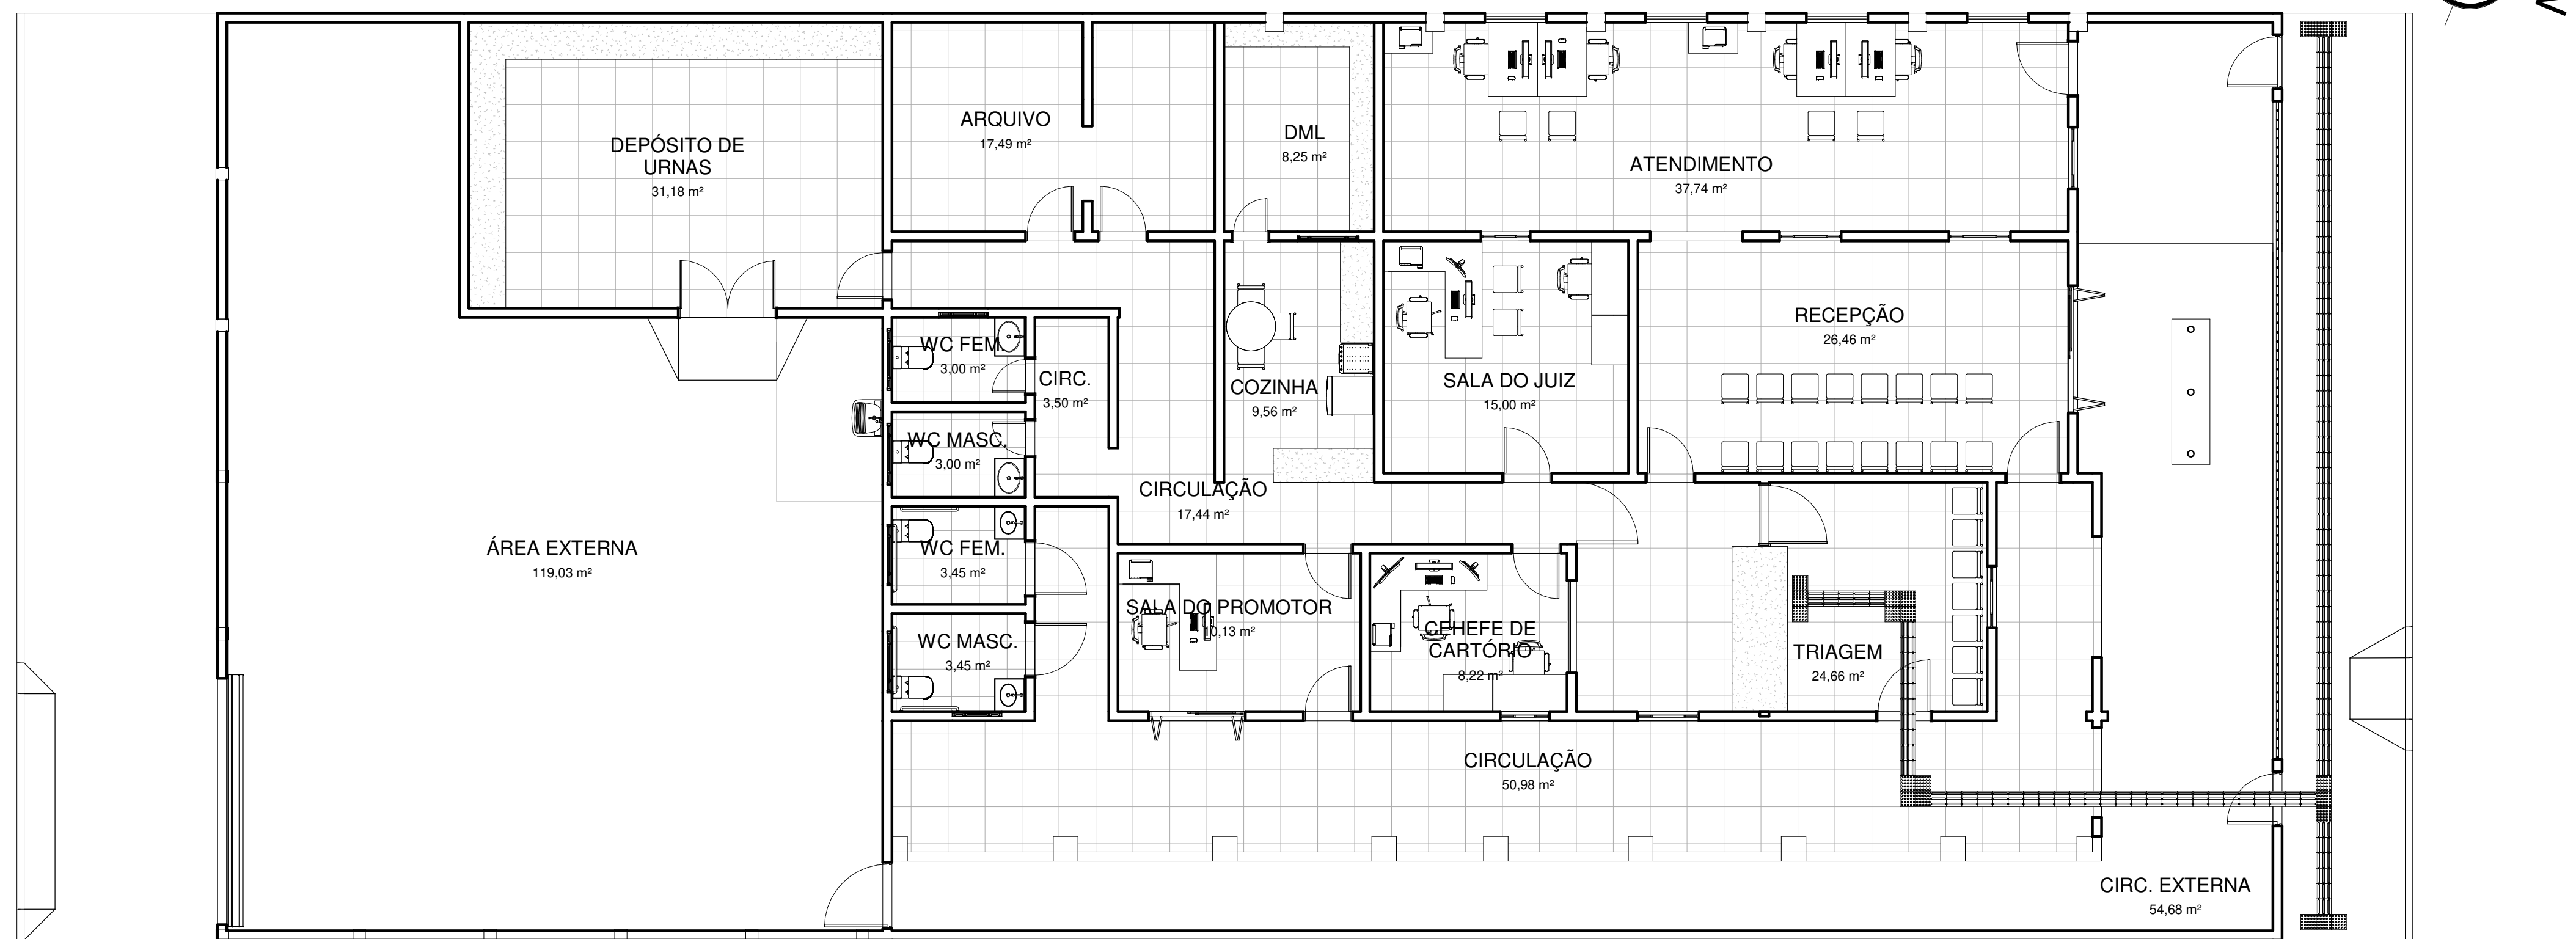 DEPÓSITO DE
URNAS
31,18 m²
ARQUIVO
17,49 m²
DML
8,25 m²
ATENDIMENTO
37,74 m²
WC FEM.
3,00 m²
CIRC.
3,50 m²
WC MASC.
3,00 m²
COZINHA
9,56 m²
SALA DO JUIZ
15,00 m²
RECEPÇÃO
26,46 m²
CIRCULAÇÃO
17,44 m²
ÁREA EXTERNA
119,03 m²
WC FEM.
3,45 m²
WC MASC.
3,45 m²
SALA DO PROMOTOR
10,13 m²
CEHEFE DE
CARTÓRIO
8,22 m²
TRIAGEM
24,66 m²
CIRCULAÇÃO
50,98 m²
CIRC. EXTERNA
54,68 m²